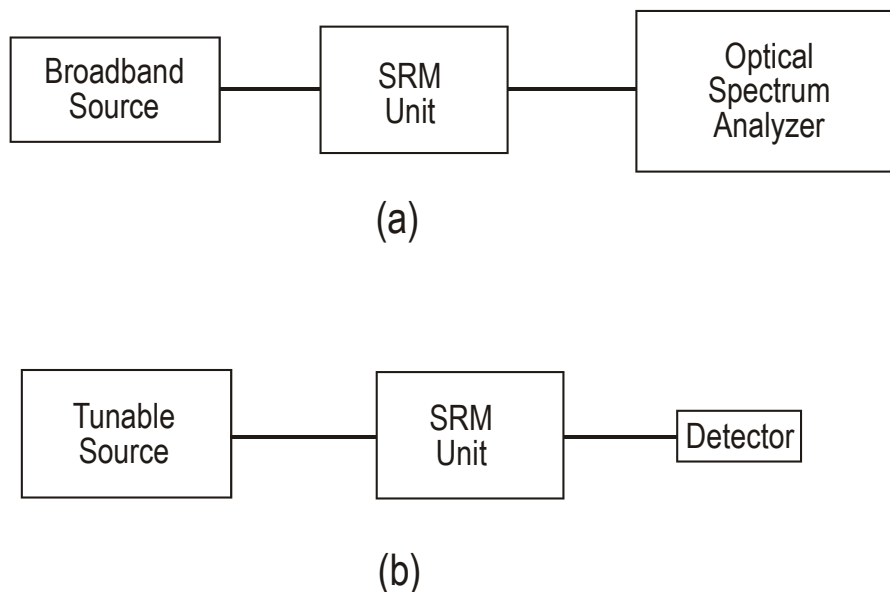 Broadband
Source
SRM
Unit
Optical
Spectrum
Analyzer
(a)
Tunable
Source
SRM
Unit
Detector
(b)